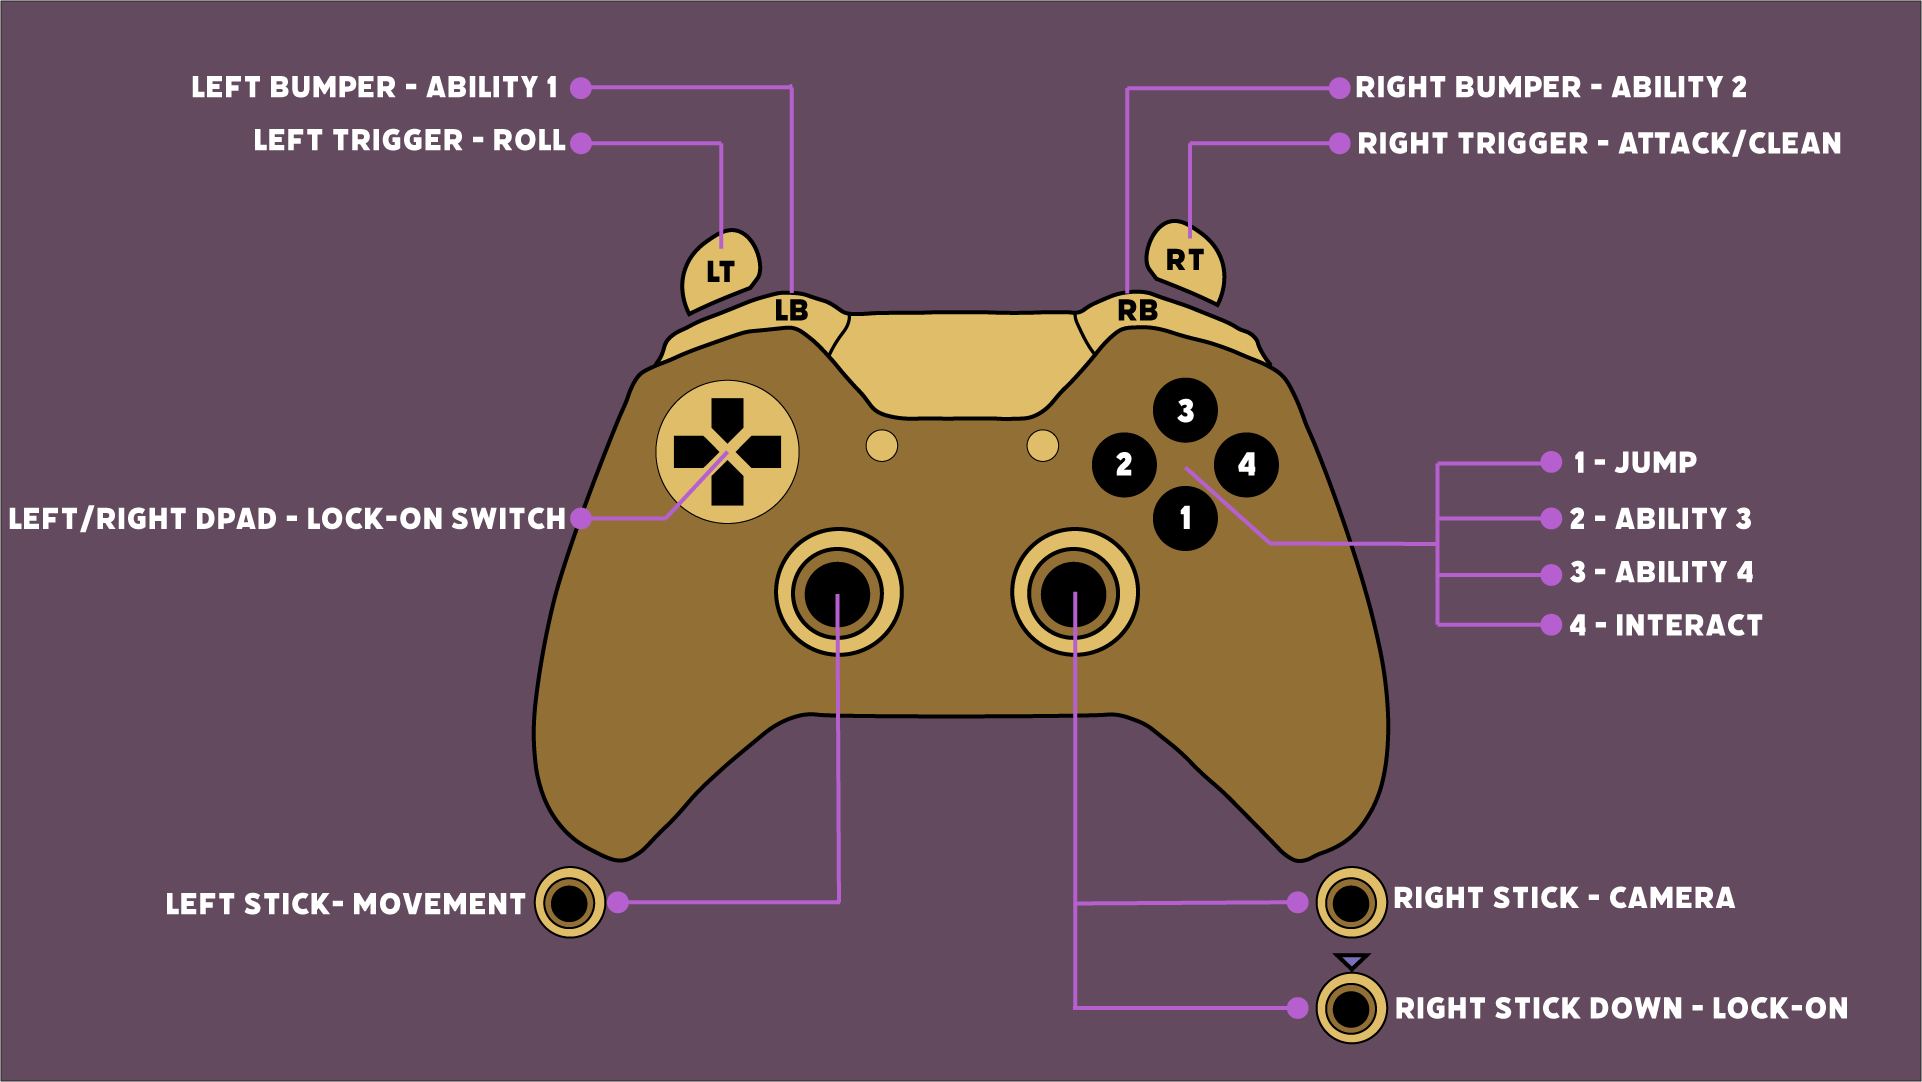 LEFT BUMPER - ABILITY 1
RIGHT BUMPER - ABILITY 2
LEFT TRIGGER - ROLL
RIGHT TRIGGER - ATTACK/CLEAN
LT
RT
LB
RB
3
2
4
1
LEFT/RIGHT DPAD - LOCK-ON SWITCH
1 - JUMP
2 - ABILITY 3
3 - ABILITY 4
4 - INTERACT
LEFT STICK- MOVEMENT
RIGHT STICK - CAMERA
RIGHT STICK DOWN - LOCK-ON